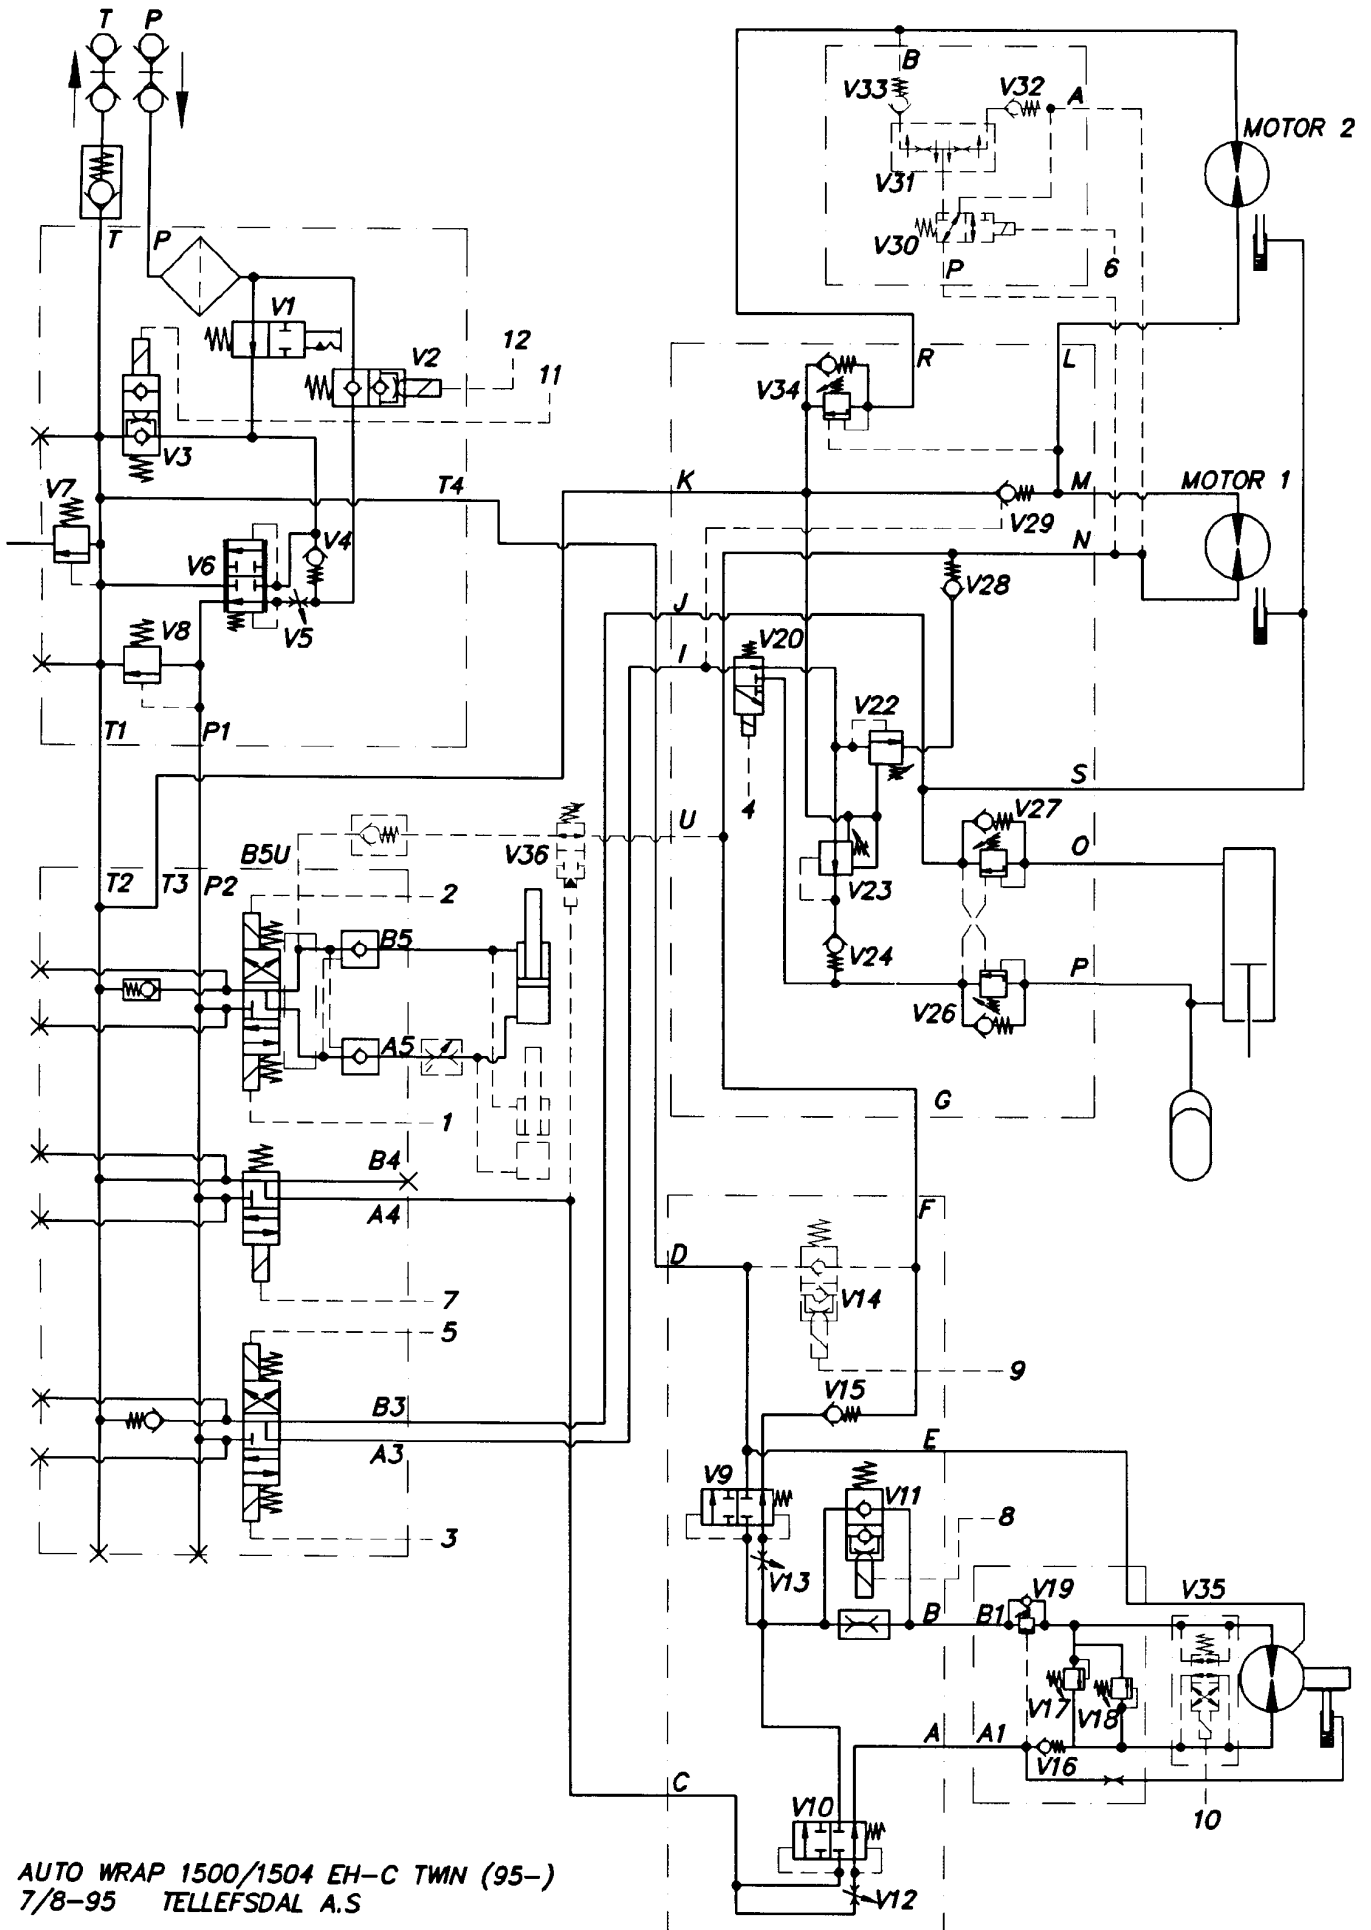 T P
B
V33 V32 A
MOTOR 2
V31
T P
V30
P 6
V1
12
V2 11
R L
V34
V3
V7 T4 K M MOTOR 1
V29
V4 N
V6
V28
J
V5
V8 V20
I
V22
T1 P1
S
4 V27
U
V36 O
B5U
T2 T3 P2 V23
2
B5
V24
P
V26
A5
G
1
B4
A4
F
D
V14
7
5
9
V15
B3
E
A3
V9
V11
8
3
V13
V19 V35
B B1
V17 V18
A A1
V16
C
V10
10
V12
AUTO WRAP 1500/1504 EH-C TWIN (95-)
7/8-95 TELLEFSDAL A.S